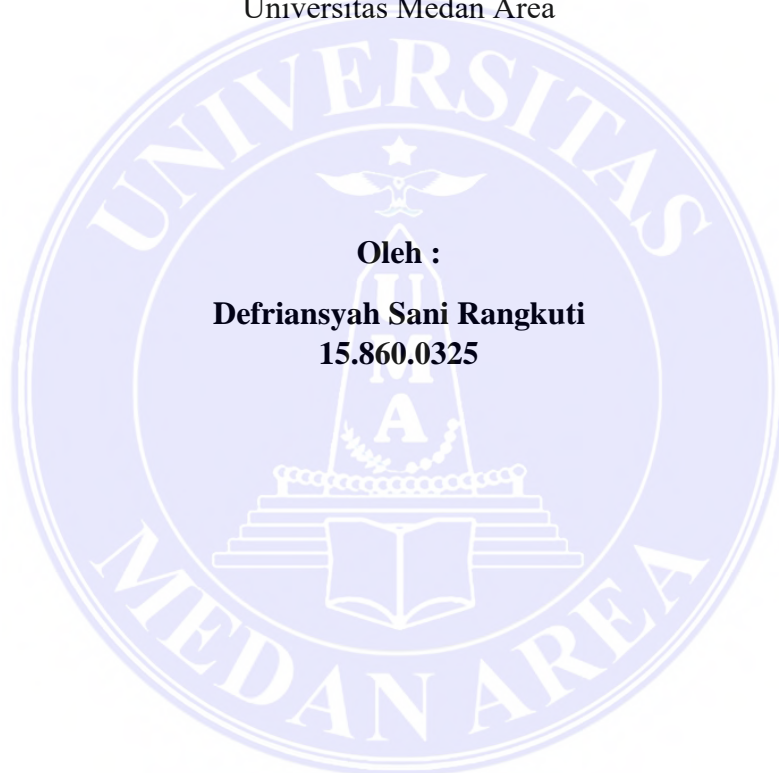 Universitas Medan Area
UNIVERSITAS
Oleh :
Defriansyah Sani Rangkuti
15.860.0325
U
M
A
MEDAN AREA